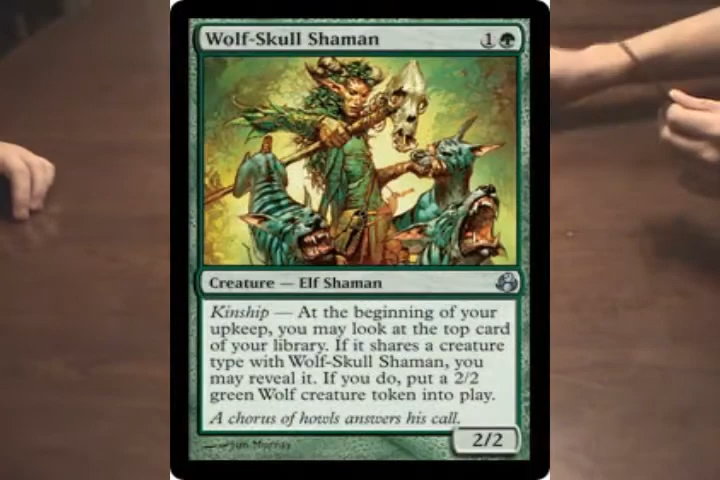 Wolf-Skull Shaman 1
Creature — Elf Shaman
Kinship — At the beginning of your
upkeep, you may look at the top card
of your library. If it shares a creature
type with Wolf-Skull Shaman, you
may reveal it. If you do, put a 2/2
green Wolf creature token into play.
A chorus of howls answers his call.
Jim Murray
2/2